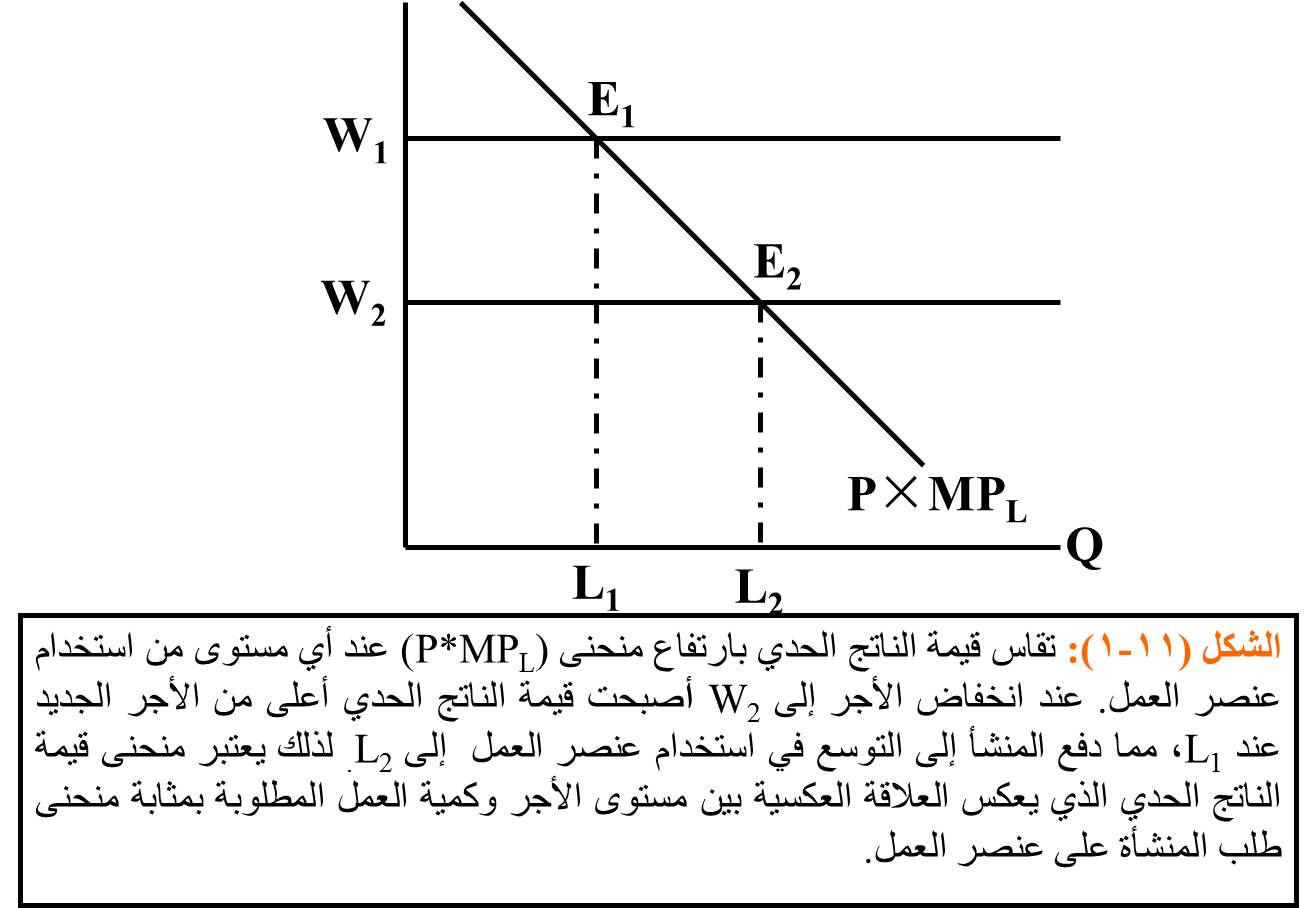 E1
W1
E2
W2
P×MPL
Q
L1
L2
الشكل (١١-١): تقاس قيمة الناتج الحدي بارتفاع منحنى (P*MPL) عند أي مستوى من استخدام
عنصر العمل. عند انخفاض الأجر إلى W2 أصبحت قيمة الناتج الحدي أعلى من الأجر الجديد
عند L1، مما دفع المنشأ إلى التوسع في استخدام عنصر العمل إلى L2. لذلك يعتبر منحنى قيمة
الناتج الحدي الذي يعكس العلاقة العكسية بين مستوى الأجر وكمية العمل المطلوبة بمثابة منحنى
طلب المنشأة على عنصر العمل.